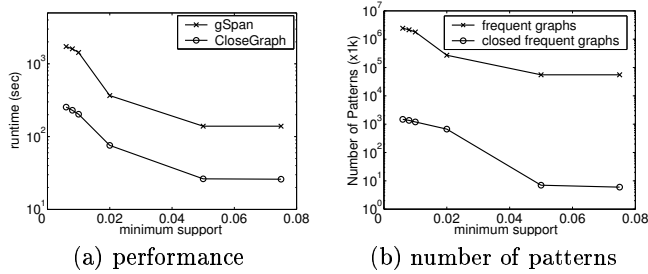 gSpan
CloseGraph
10^3
10^2
10^1
runtime (sec)
0 0.02 0.04 0.06 0.08
minimum support
(a) performance
frequent graphs
closed frequent graphs
10^7
10^6
10^5
10^4
10^3
10^2
10^1
10^0
Number of Patterns (x1k)
0 0.02 0.04 0.06 0.08
minimum support
(b) number of patterns